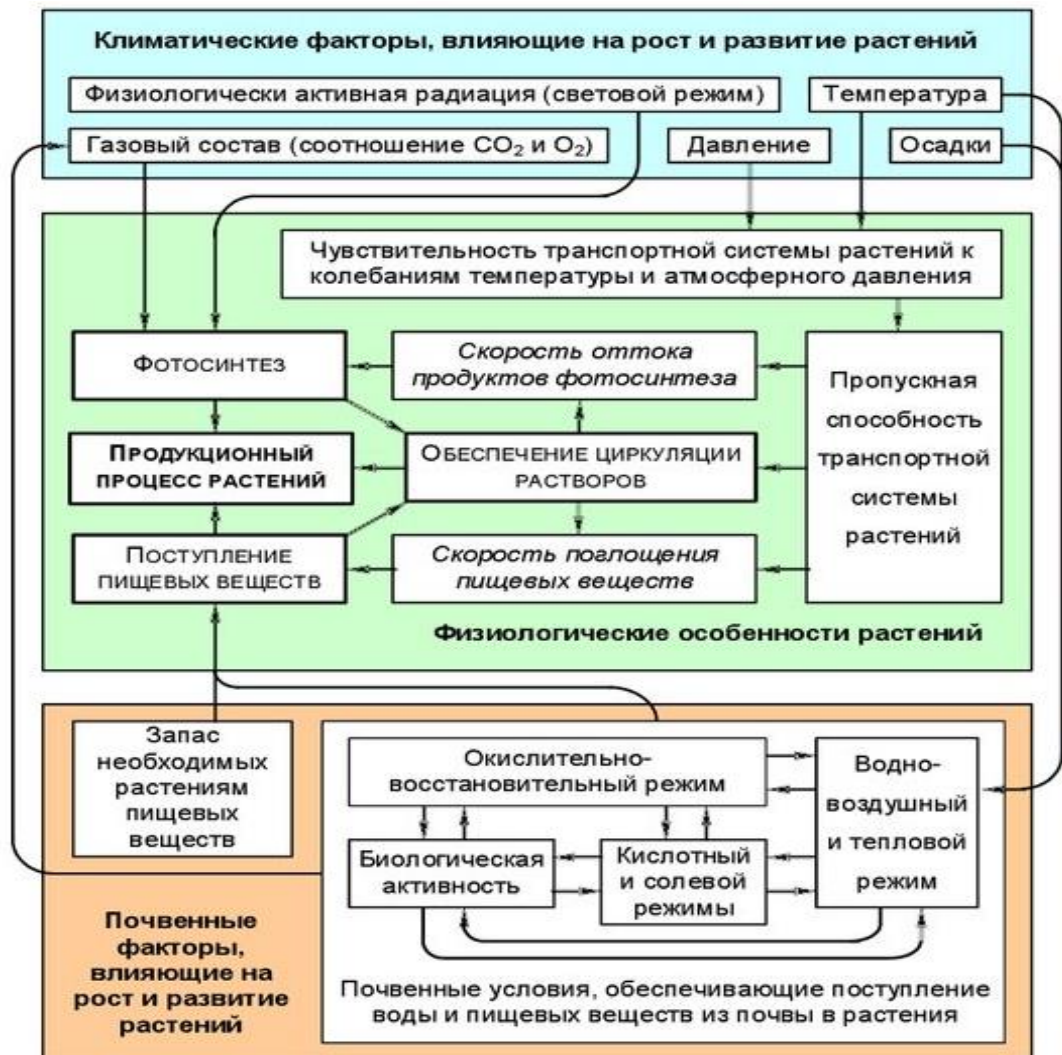 Климатические факторы, влияющие на рост и развитие растений
Физиологически активная радиация (световой режим)
Температура
Газовый состав (соотношение CO₂ и O₂)
Давление
Осадки
Чувствительность транспортной системы растений к
колебаниям температуры и атмосферного давления
ФОТОСИНТЕЗ
Скорость оттока
продуктов фотосинтеза
Пропускная
способность
транспортной
системы
растений
ПРОДУКЦИОННЫЙ
ПРОЦЕСС РАСТЕНИЙ
ОБЕСПЕЧЕНИЕ ЦИРКУЛЯЦИИ
РАСТВОРОВ
ПОСТУПЛЕНИЕ
ПИЩЕВЫХ ВЕЩЕСТВ
Скорость поглощения
пищевых веществ
Физиологические особенности растений
Запас
необходимых
растениям
пищевых
веществ
Окислительно-
восстановительный режим
Водно-
воздушный
и тепловой
режим
Биологическая
активность
Кислотный
и солевой
режимы
Почвенные
факторы,
влияющие на
рост и развитие
растений
Почвенные условия, обеспечивающие поступление
воды и пищевых веществ из почвы в растения